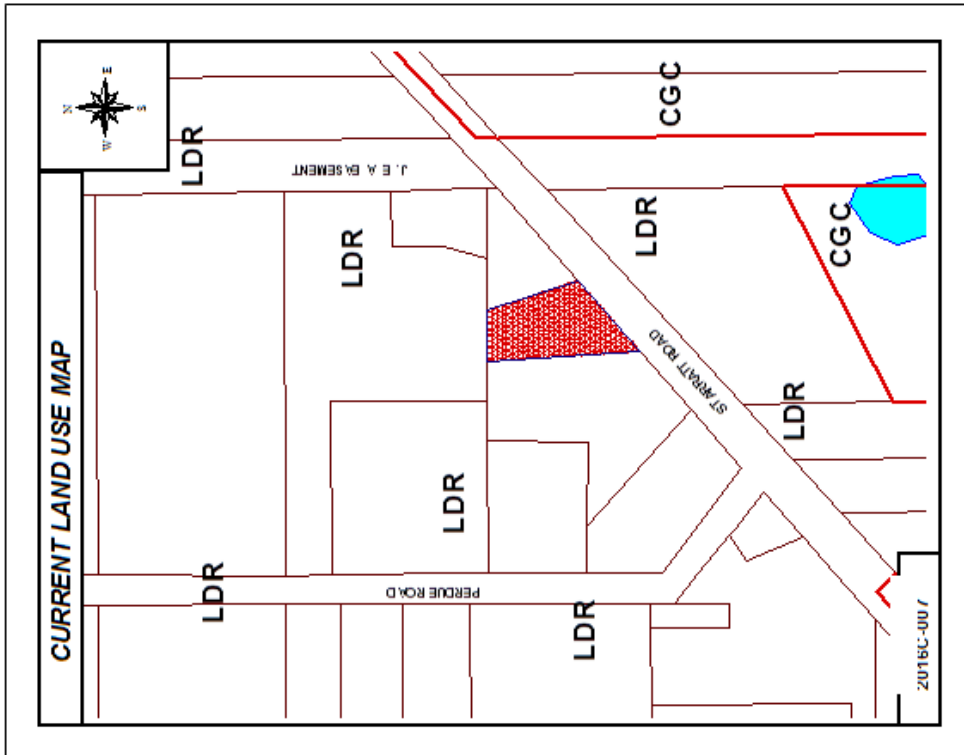 CURRENT LAND USE MAP
N
E
S
W
LDR
J. E A EASEMENT
CGC
LDR
LDR
CGC
STARRATT ROAD
LDR
LDR
LDR
PERDUE ROAD
LDR
2016C-007